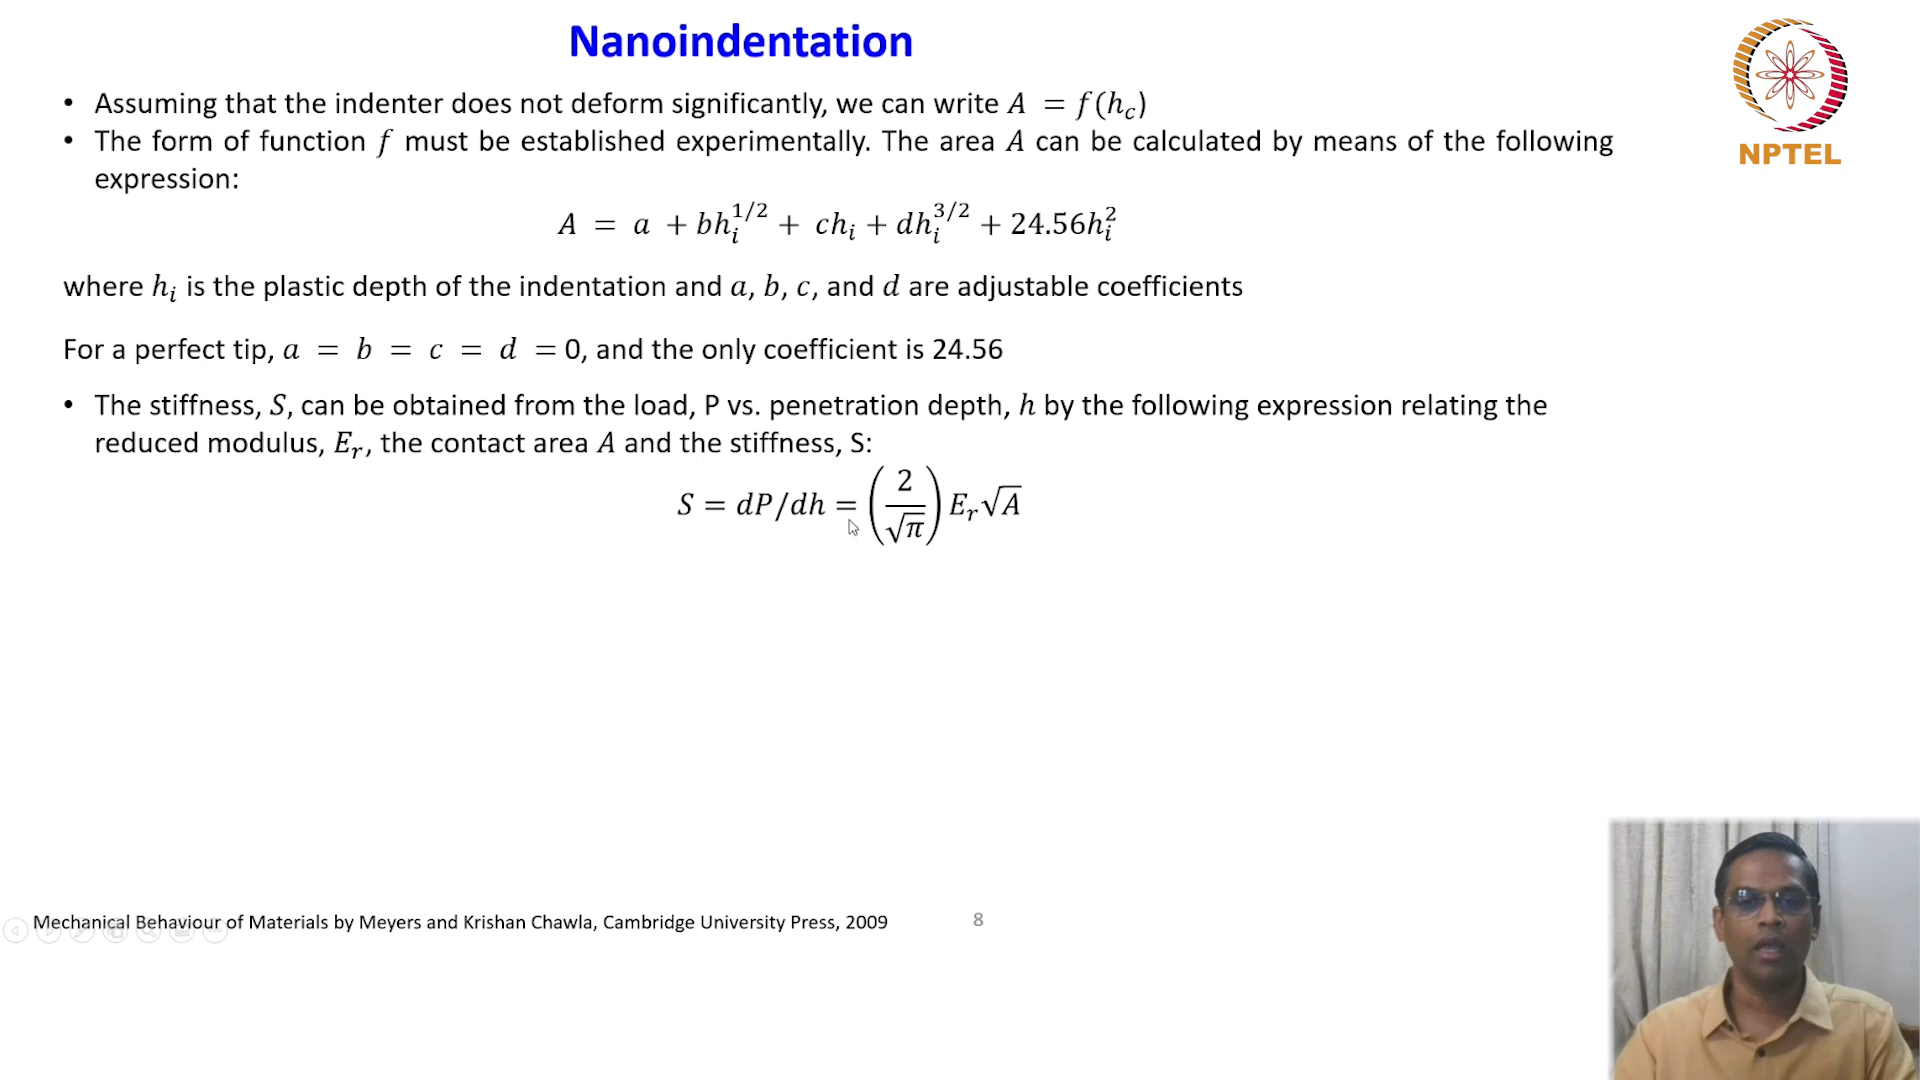 Nanoindentation
NPTEL
• Assuming that the indenter does not deform significantly, we can write A = f(h_c)
• The form of function f must be established experimentally. The area A can be calculated by means of the following
expression:
A = a + bh_i^{1/2} + ch_i + dh_i^{3/2} + 24.56h_i^2
where h_i is the plastic depth of the indentation and a, b, c, and d are adjustable coefficients
For a perfect tip, a = b = c = d = 0, and the only coefficient is 24.56
• The stiffness, S, can be obtained from the load, P vs. penetration depth, h by the following expression relating the
reduced modulus, E_r, the contact area A and the stiffness, S:
S = dP/dh = (2/√π) E_r√A
Mechanical Behaviour of Materials by Meyers and Krishan Chawla, Cambridge University Press, 2009
8